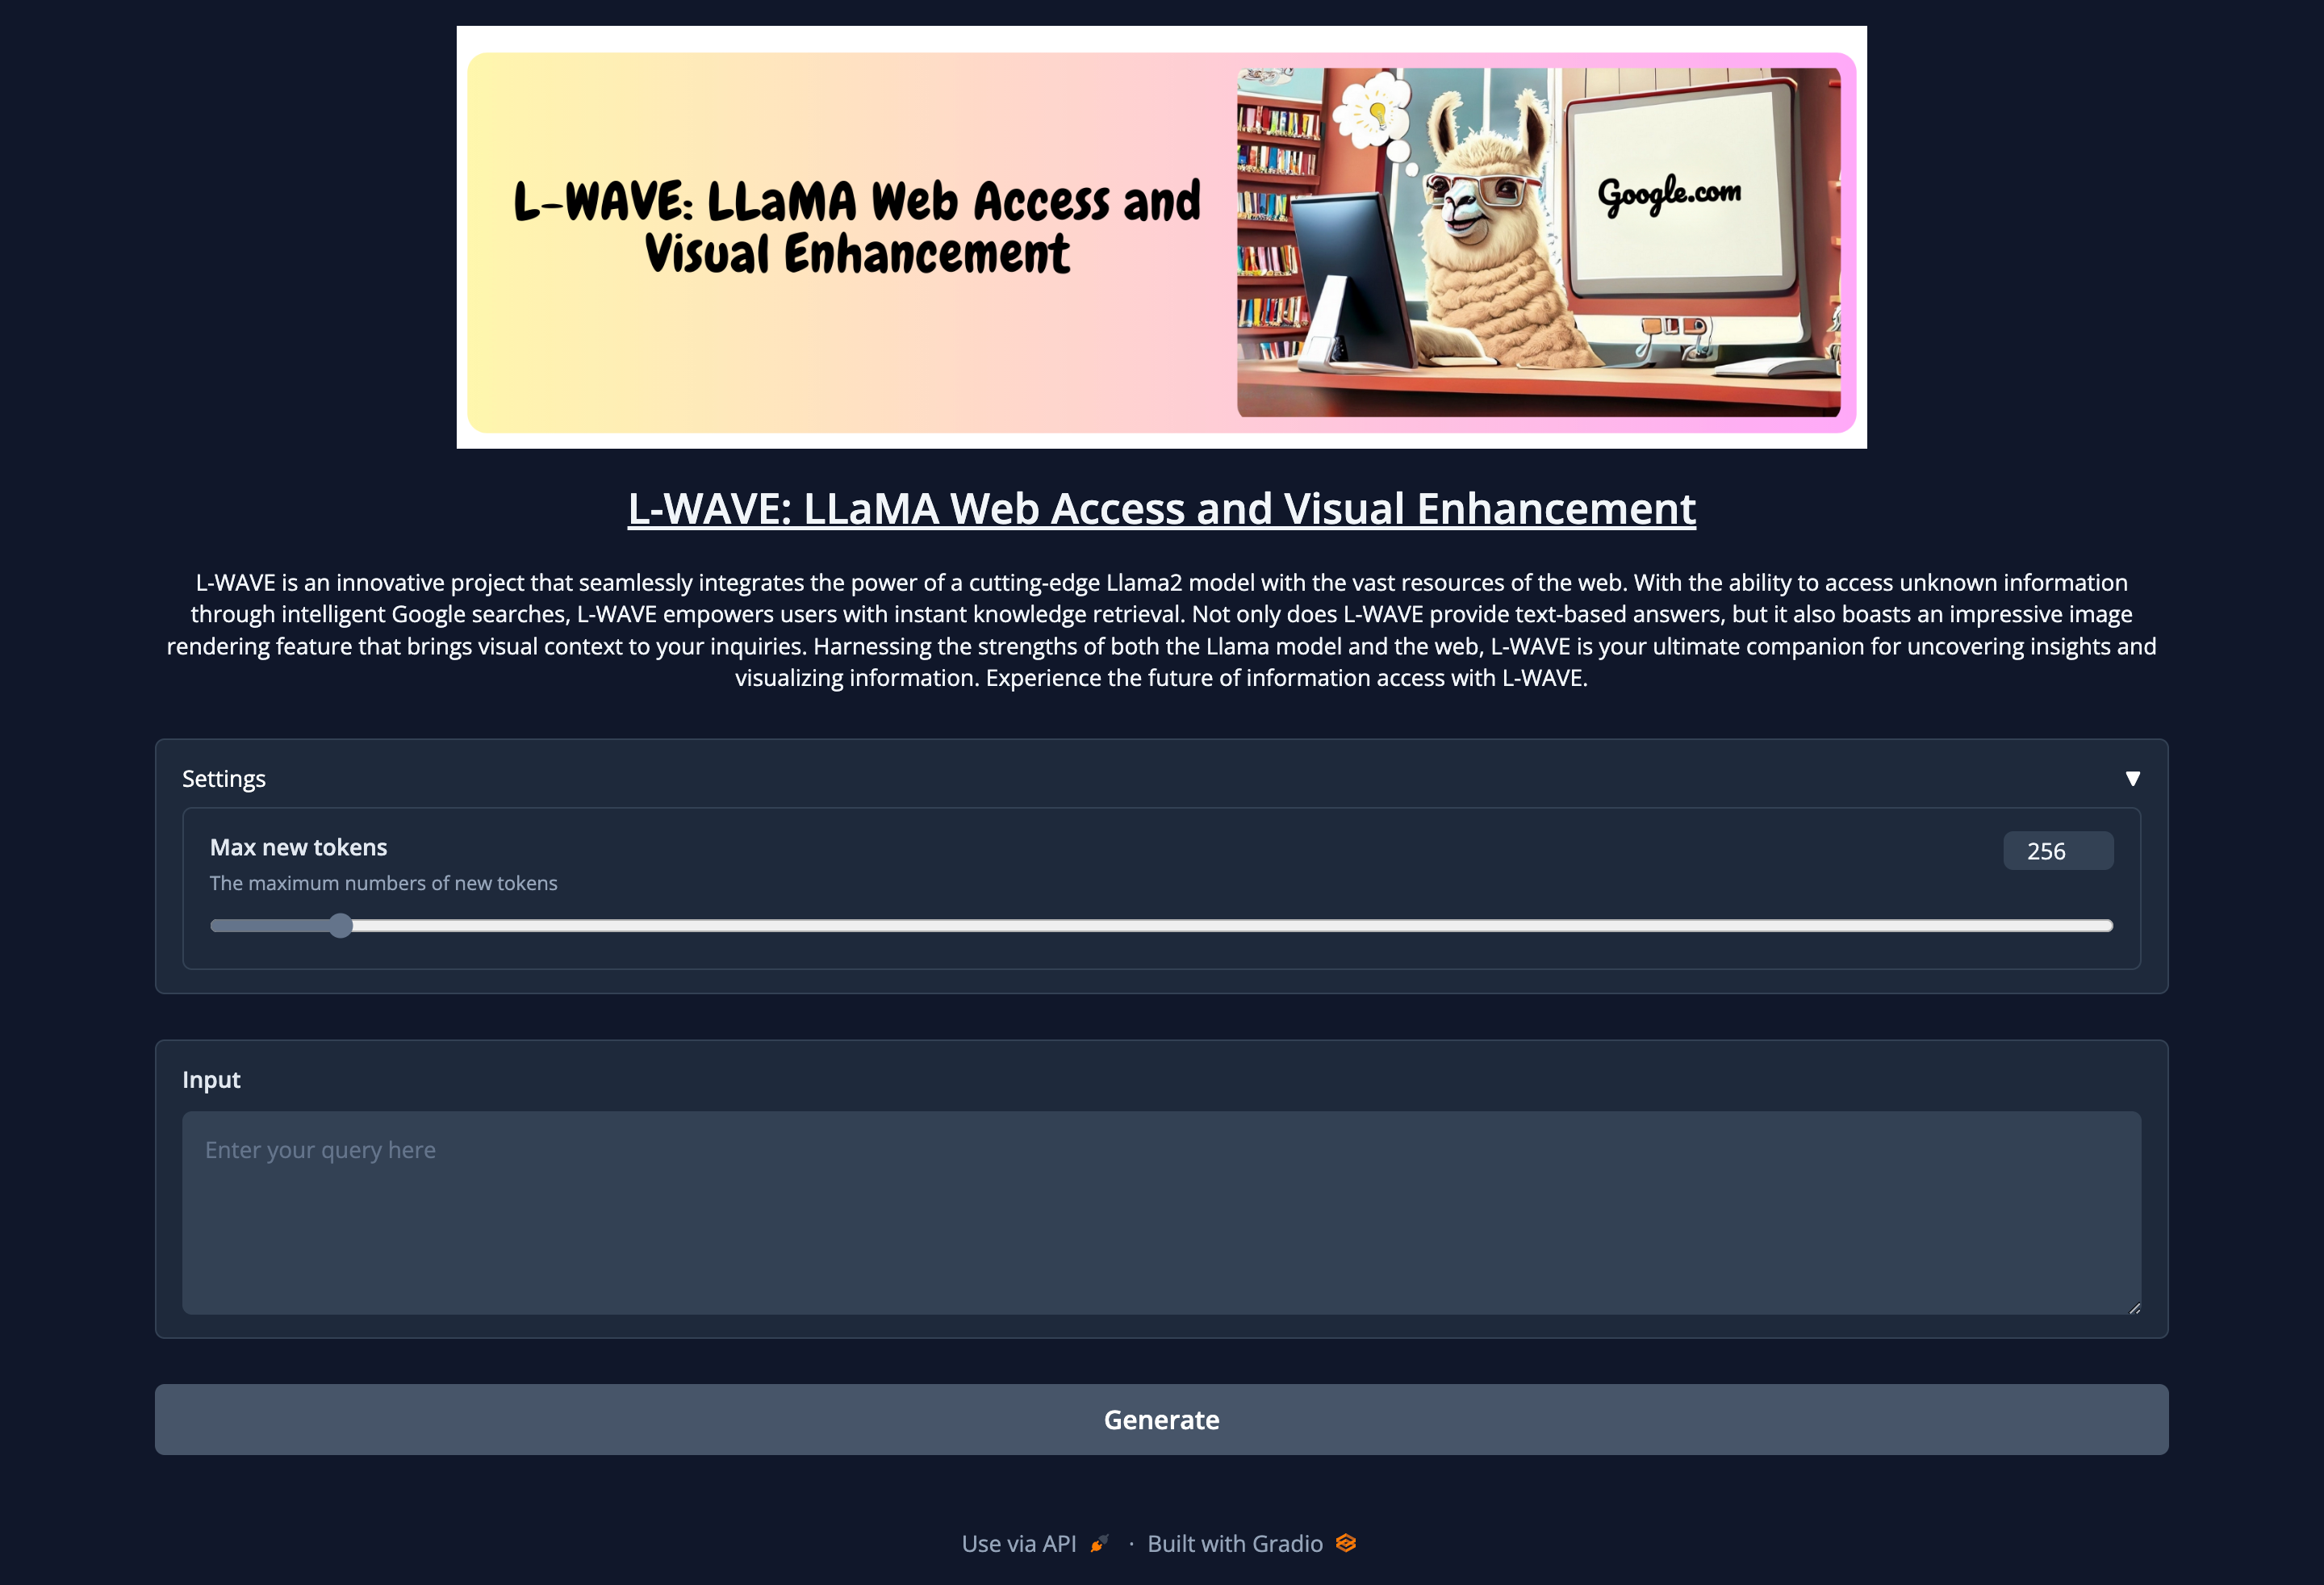 L-WAVE: LLaMA Web Access and
Visual Enhancement
Google.com
L-WAVE: LLaMA Web Access and Visual Enhancement
L-WAVE is an innovative project that seamlessly integrates the power of a cutting-edge Llama2 model with the vast resources of the web. With the ability to access unknown information
through intelligent Google searches, L-WAVE empowers users with instant knowledge retrieval. Not only does L-WAVE provide text-based answers, but it also boasts an impressive image
rendering feature that brings visual context to your inquiries. Harnessing the strengths of both the Llama model and the web, L-WAVE is your ultimate companion for uncovering insights and
visualizing information. Experience the future of information access with L-WAVE.
Settings ▼
Max new tokens 256
The maximum numbers of new tokens
Input
Enter your query here
Generate
Use via API · Built with Gradio